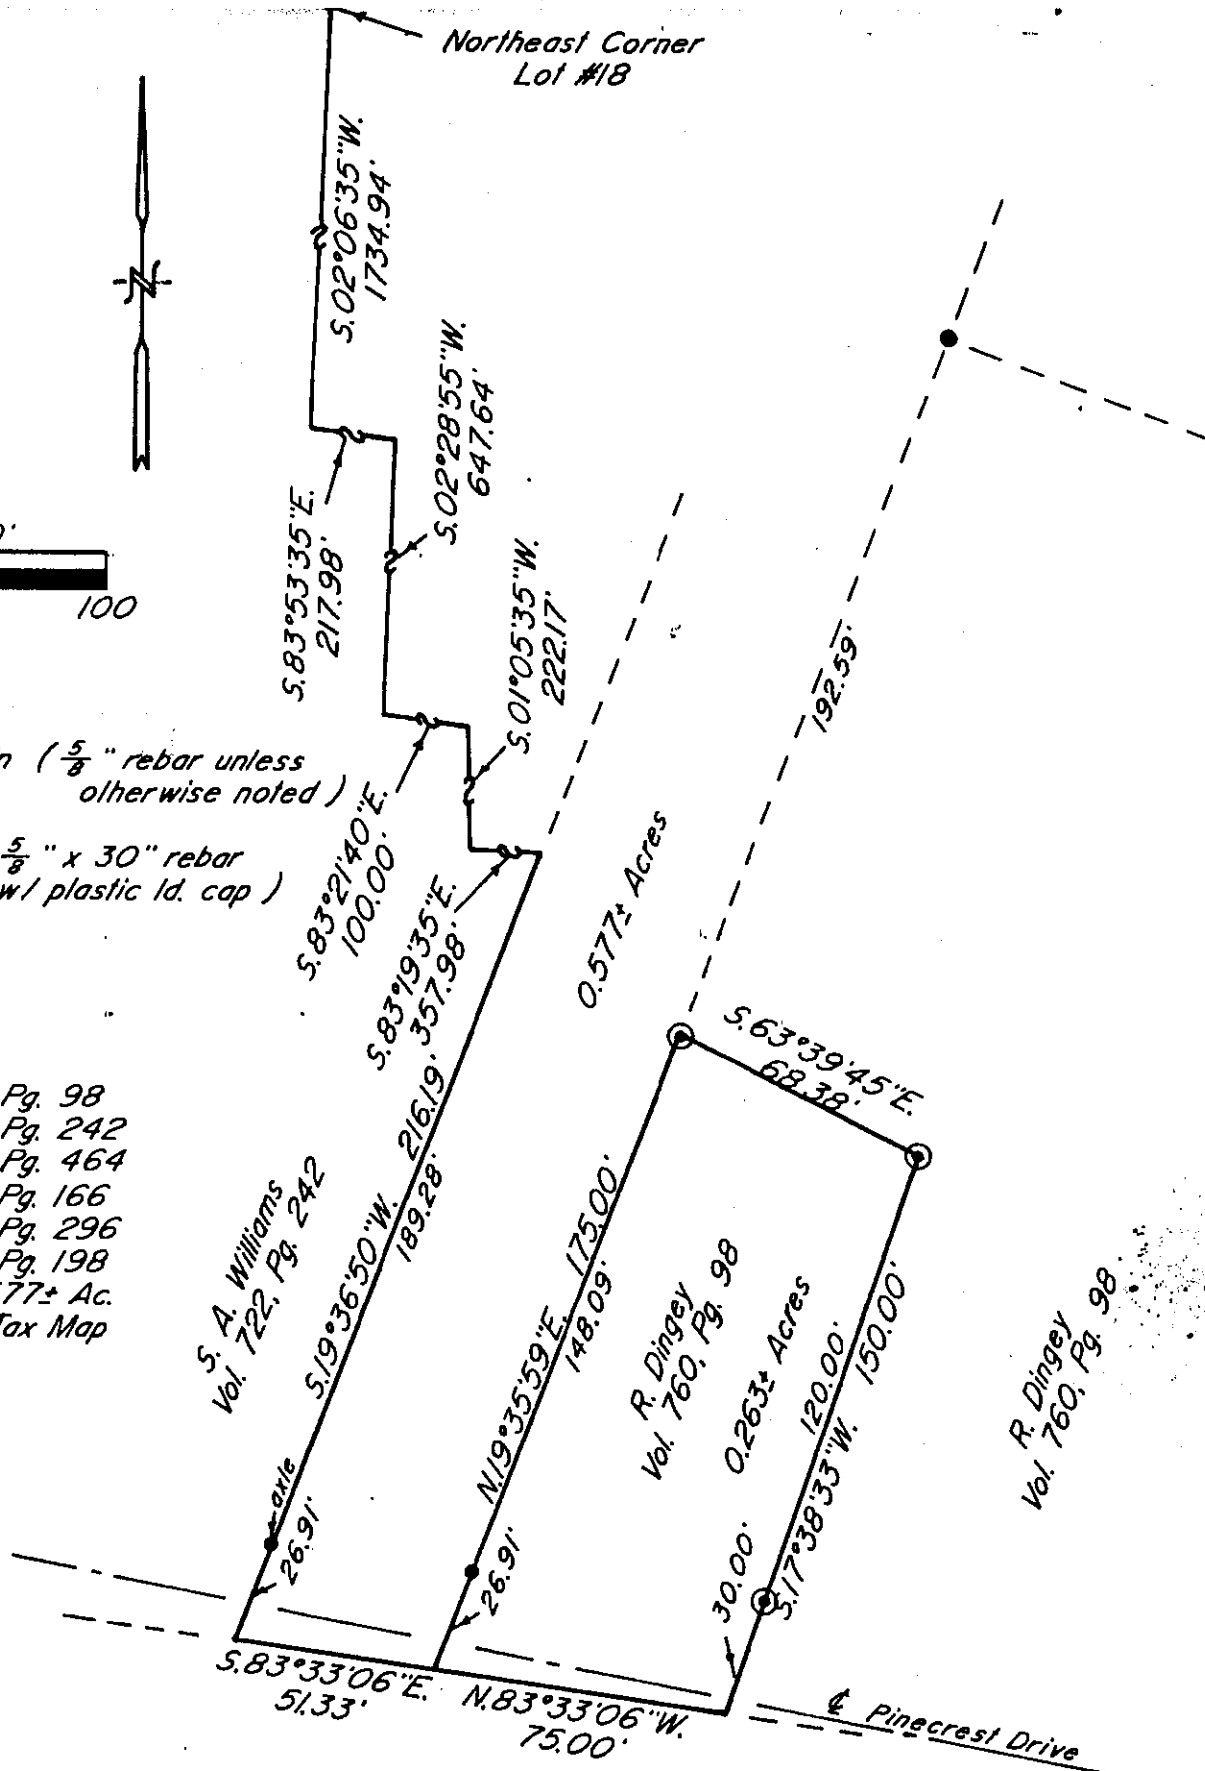 Northeast Corner
Lot #18
S.02°06'35"W.
1734.94'
S.02°28'55"W.
647.64'
S.83°53'35"E.
217.98'
100
S.01°05'35"W.
222.17'
192.59'
( 5/8 " rebar unless
otherwise noted )
S.83°21'40"E.
100.00'
5/8 " x 30" rebar
w/ plastic Id. cap )
S.83°19'35"E.
357.98'
0.577± Acres
S.63°39'45"E.
68.38'
Pg. 98
Pg. 242
Pg. 464
Pg. 166
Pg. 296
Pg. 198
577± Ac.
Tax Map
S. A. Williams
Vol. 722, Pg. 242
S.19°36'50"W. 216.19'
189.28'
N.19°35'59"E. 175.00'
148.09'
R. Dingey
Vol. 760, Pg. 98
0.263± Acres
120.00'
150.00'
S.17°38'33"W.
30.00'
R. Dingey
Vol. 760, Pg. 98
axle
26.91'
26.91'
S.83°33'06"E.
51.33'
N.83°33'06"W.
75.00'
℄ Pinecrest Drive